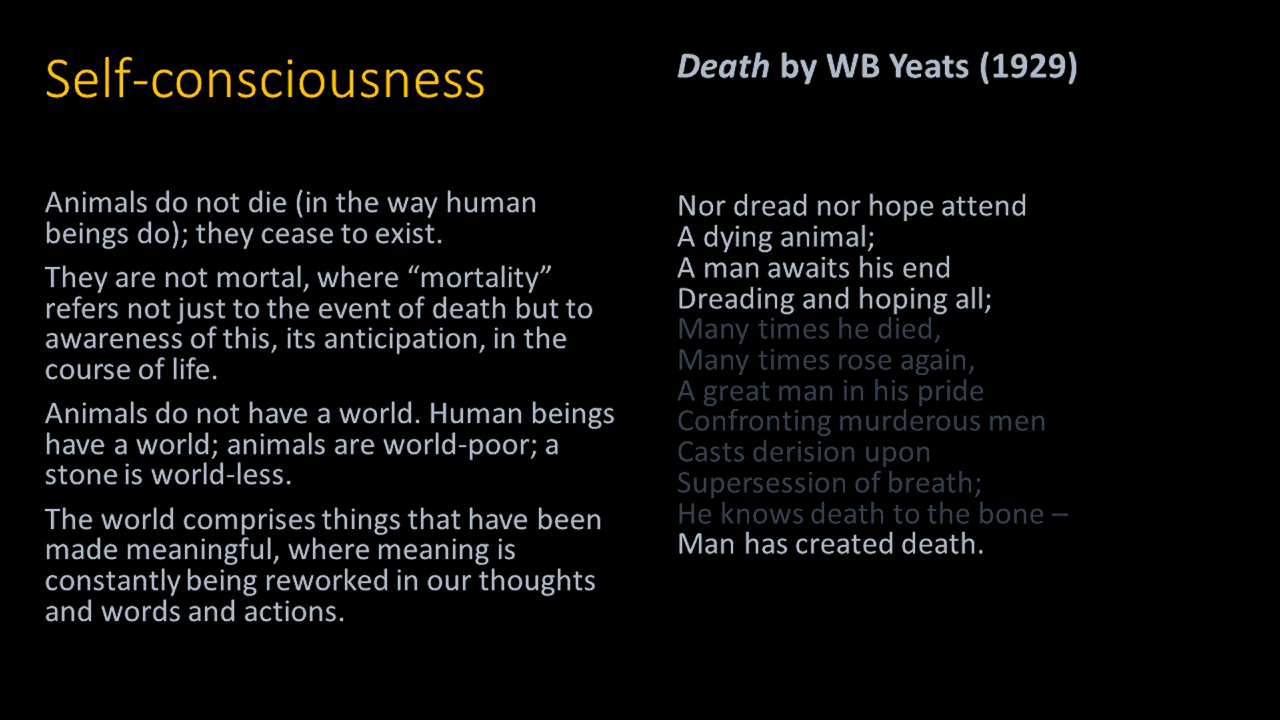 Self-consciousness
Animals do not die (in the way human
beings do); they cease to exist.
They are not mortal, where “mortality”
refers not just to the event of death but to
awareness of this, its anticipation, in the
course of life.
Animals do not have a world. Human beings
have a world; animals are world-poor; a
stone is world-less.
The world comprises things that have been
made meaningful, where meaning is
constantly being reworked in our thoughts
and words and actions.
Death by WB Yeats (1929)
Nor dread nor hope attend
A dying animal;
A man awaits his end
Dreading and hoping all;
Many times he died,
Many times rose again,
A great man in his pride
Confronting murderous men
Casts derision upon
Supersession of breath;
He knows death to the bone –
Man has created death.